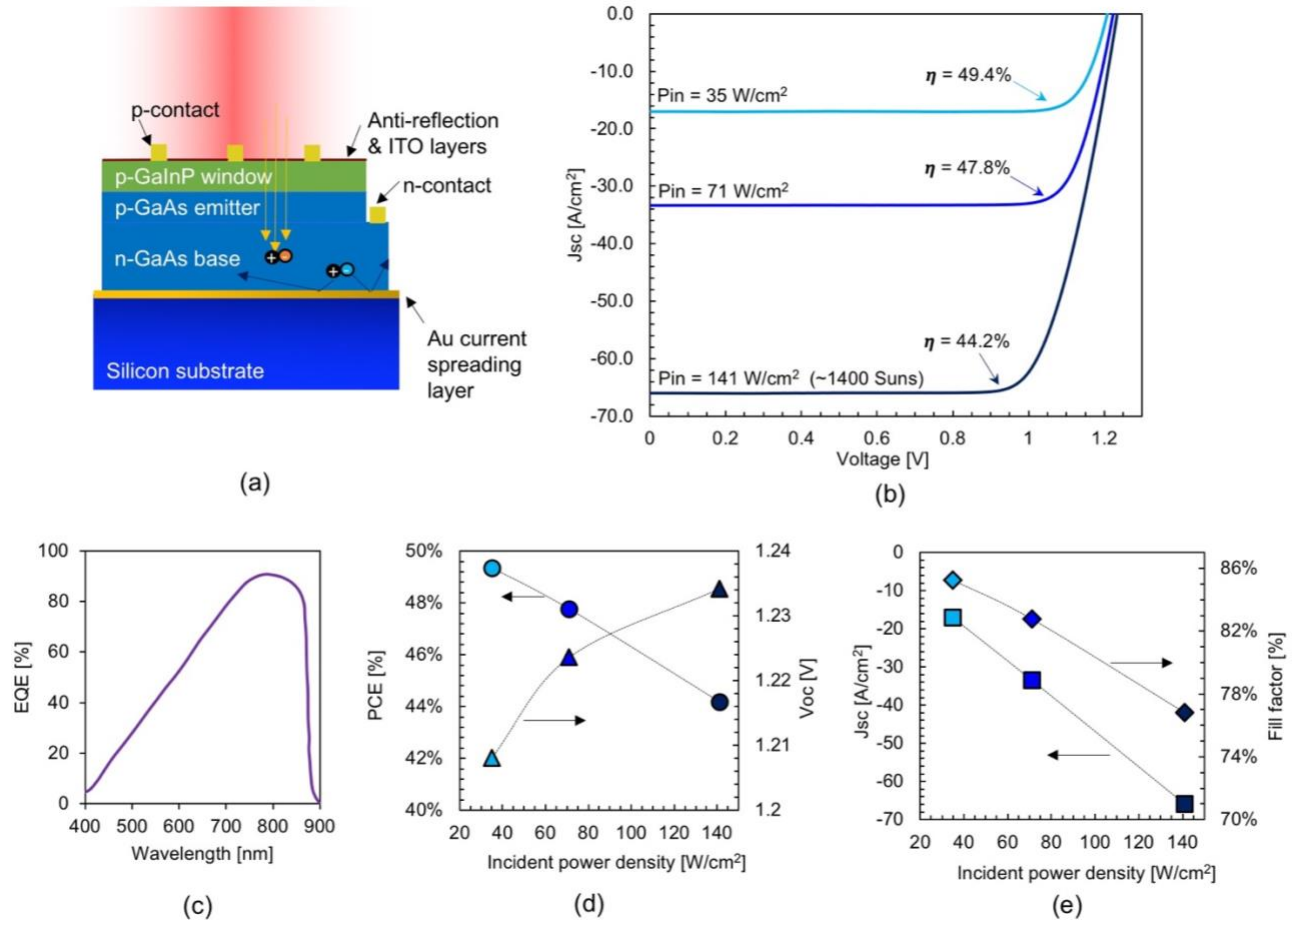 p-contact
Anti-reflection
& ITO layers
p-GaInP window
n-contact
p-GaAs emitter
n-GaAs base
+ -
+ -
Au current
spreading
layer
Silicon substrate
(a)
Jsc [A/cm²]
0.0
-10.0
-20.0
-30.0
-40.0
-50.0
-60.0
-70.0
η = 49.4%
Pin = 35 W/cm²
η = 47.8%
Pin = 71 W/cm²
η = 44.2%
Pin = 141 W/cm² (~1400 Suns)
0 0.2 0.4 0.6 0.8 1 1.2
Voltage [V]
(b)
EQE [%]
100
80
60
40
20
0
400 500 600 700 800 900
Wavelength [nm]
(c)
PCE [%]
50%
48%
46%
44%
42%
40%
1.24
1.23
1.22
1.21
1.2
Voc [V]
20 40 60 80 100 120 140
Incident power density [W/cm²]
(d)
Jsc [A/cm²]
0
-10
-20
-30
-40
-50
-60
-70
86%
82%
78%
74%
70%
Fill factor [%]
20 40 60 80 100 120 140
Incident power density [W/cm²]
(e)